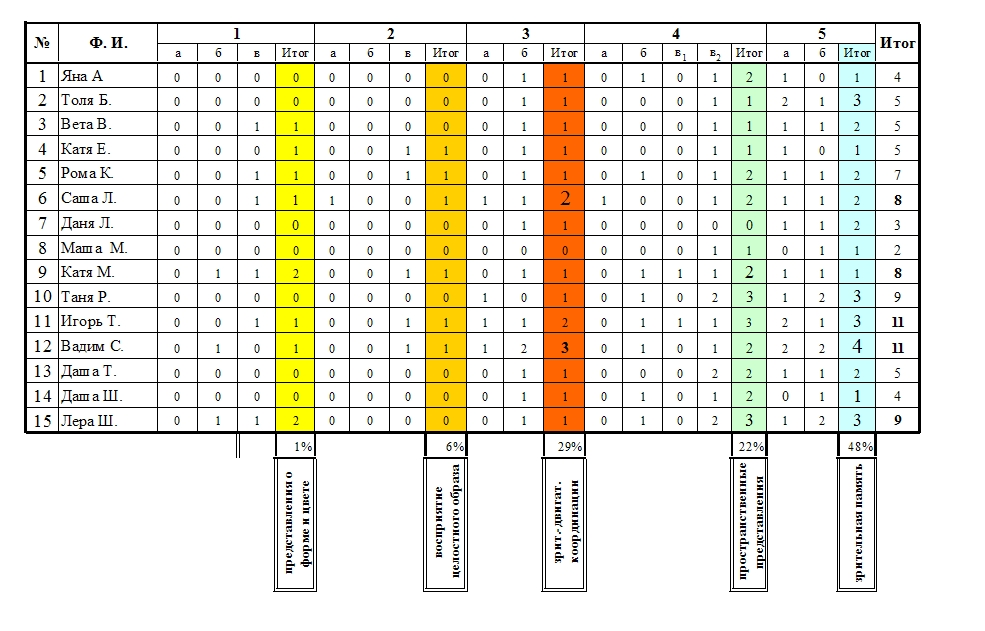 № Ф. И. 1 2 3 4 5 Итог
а б в Итог а б в Итог а б Итог а б в1 в2 Итог а б Итог
1 Яна А 0 0 0 0 0 0 0 0 0 1 1 0 1 0 1 2 1 0 1 4
2 Толя Б. 0 0 0 0 0 0 0 0 0 1 1 0 0 0 1 1 2 1 3 5
3 Вета В. 0 0 1 1 0 0 0 0 0 1 1 0 0 0 1 1 1 1 2 5
4 Катя Е. 0 0 0 1 0 0 1 1 0 1 1 0 0 0 1 1 1 0 1 5
5 Рома К. 0 0 1 1 0 0 1 1 0 1 1 0 1 0 1 2 1 1 2 7
6 Саша Л. 0 0 1 1 1 0 0 1 1 1 2 1 0 0 1 2 1 1 2 8
7 Даня Л. 0 0 0 0 0 0 0 0 0 1 1 0 0 0 0 0 1 1 2 3
8 Маша М. 0 0 0 0 0 0 0 0 0 0 0 0 0 0 1 1 0 1 1 2
9 Катя М. 0 1 1 2 0 0 1 1 0 1 1 0 1 1 1 2 1 1 1 8
10 Таня Р. 0 0 0 0 0 0 0 0 1 0 1 0 1 0 2 3 1 2 3 9
11 Игорь Т. 0 0 1 1 0 0 1 1 1 1 2 0 1 1 1 3 2 1 3 11
12 Вадим С. 0 1 0 1 0 0 1 1 1 2 3 0 1 0 1 2 2 2 4 11
13 Даша Т. 0 0 0 0 0 0 0 0 0 1 1 0 0 0 2 2 1 1 2 5
14 Даша Ш. 0 0 0 0 0 0 0 0 0 1 1 0 1 0 1 2 0 1 1 4
15 Лера Ш. 0 1 1 2 0 0 0 0 0 1 1 0 1 0 2 3 1 2 3 9
1% 6% 29% 22% 48%
представления о
форме и цвете
восприятие
целостного образа
зрит.-двигат.
координации
пространственные
представления
зрительная память